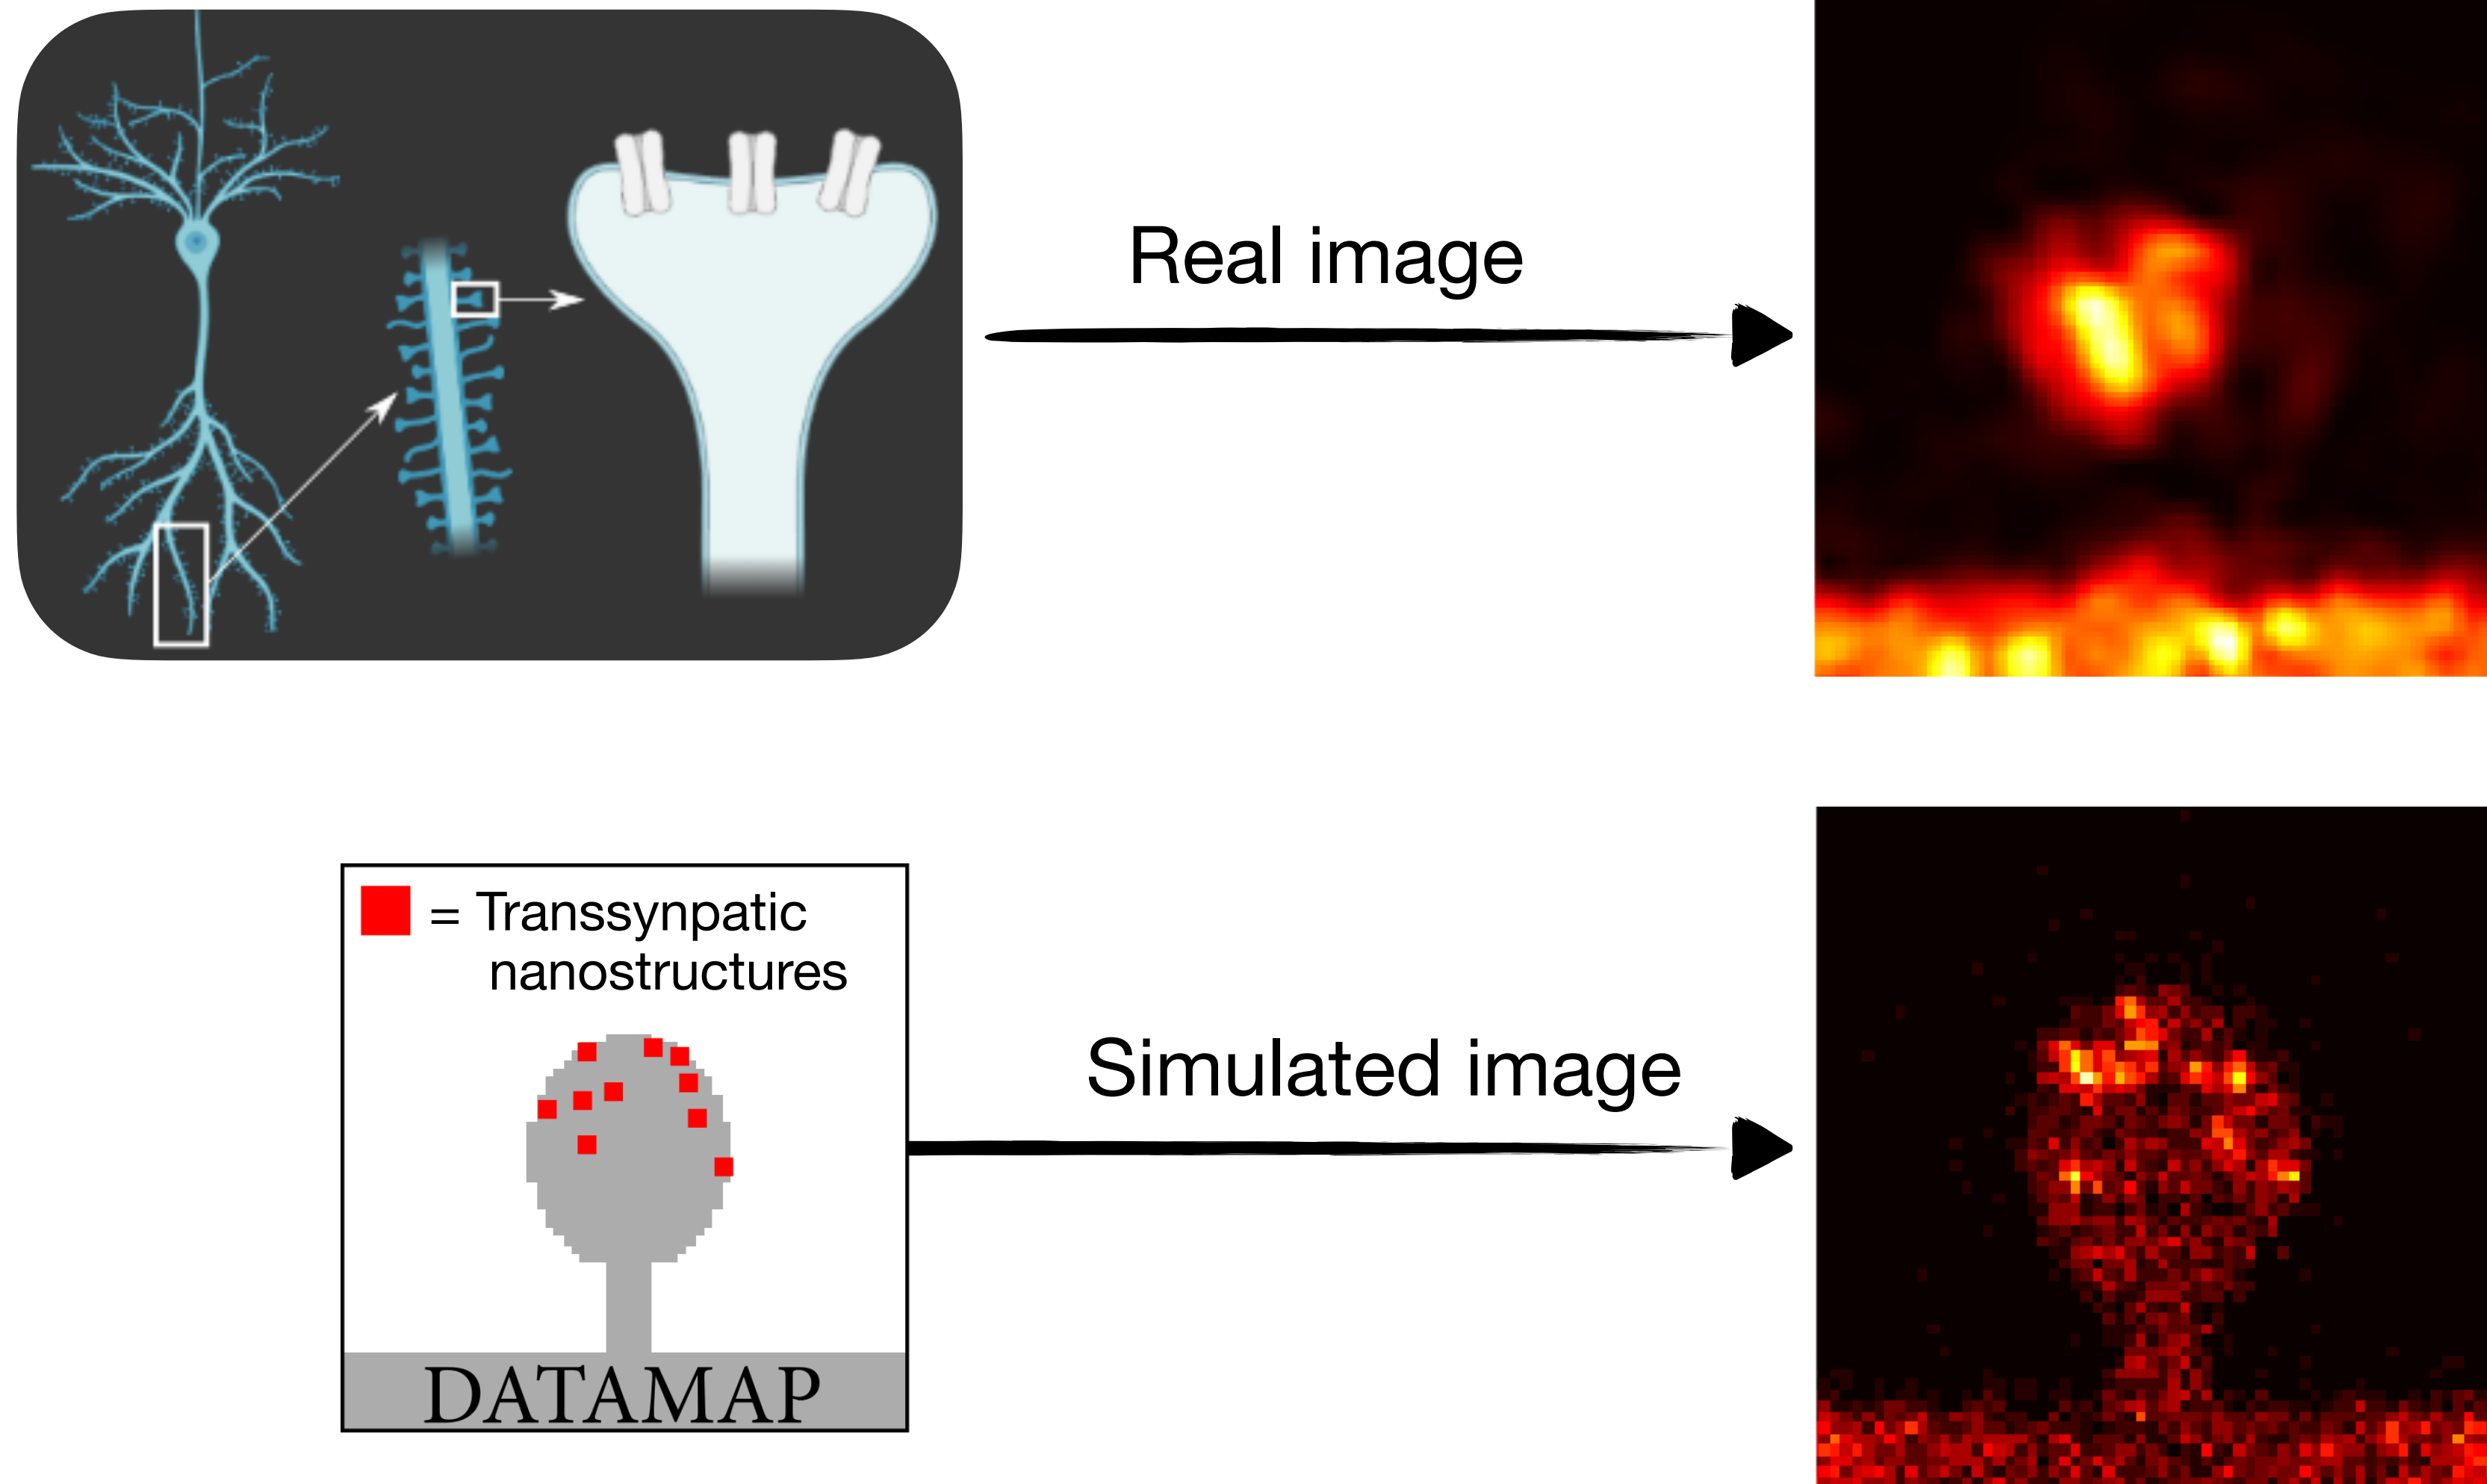 Real image
= Transsynpatic
nanostructures
Simulated image
DATAMAP